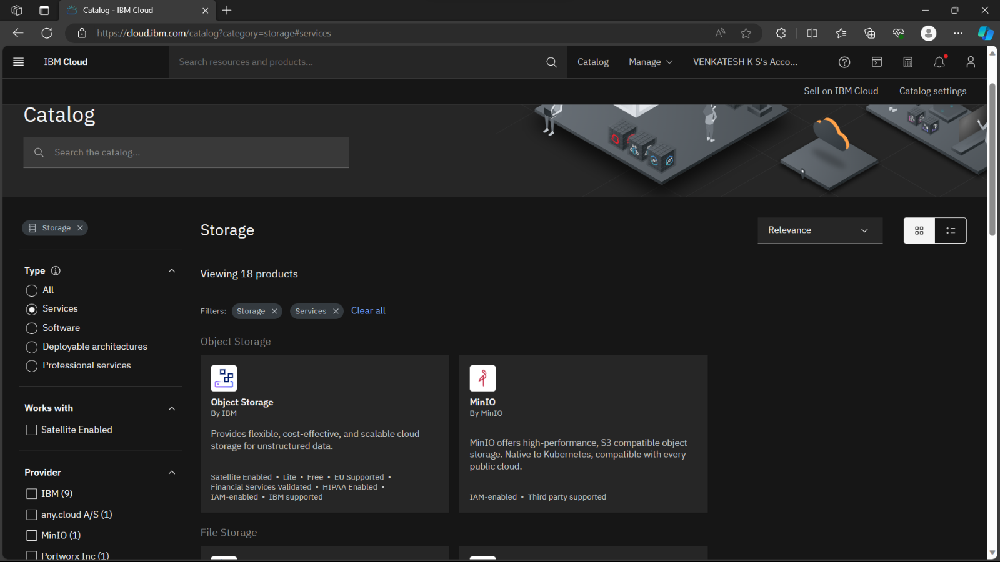 Catalog - IBM Cloud
https://cloud.ibm.com/catalog?category=storage#services
IBM Cloud
Search resources and products...
Catalog
Manage
VENKATESH K S's Acco...
Sell on IBM Cloud
Catalog settings
Catalog
Search the catalog...
Storage
Storage
Relevance
Type
Viewing 18 products
All
Services
Filters: Storage Services Clear all
Software
Deployable architectures
Professional services
Works with
Satellite Enabled
Provider
IBM (9)
any.cloud A/S (1)
MinIO (1)
Portworx Inc (1)
Object Storage
Object Storage
By IBM
Provides flexible, cost-effective, and scalable cloud
storage for unstructured data.
Satellite Enabled • Lite • Free • EU Supported •
Financial Services Validated • HIPAA Enabled •
IAM-enabled • IBM supported
MinIO
By MinIO
MinIO offers high-performance, S3 compatible object
storage. Native to Kubernetes, compatible with every
public cloud.
IAM-enabled • Third party supported
File Storage